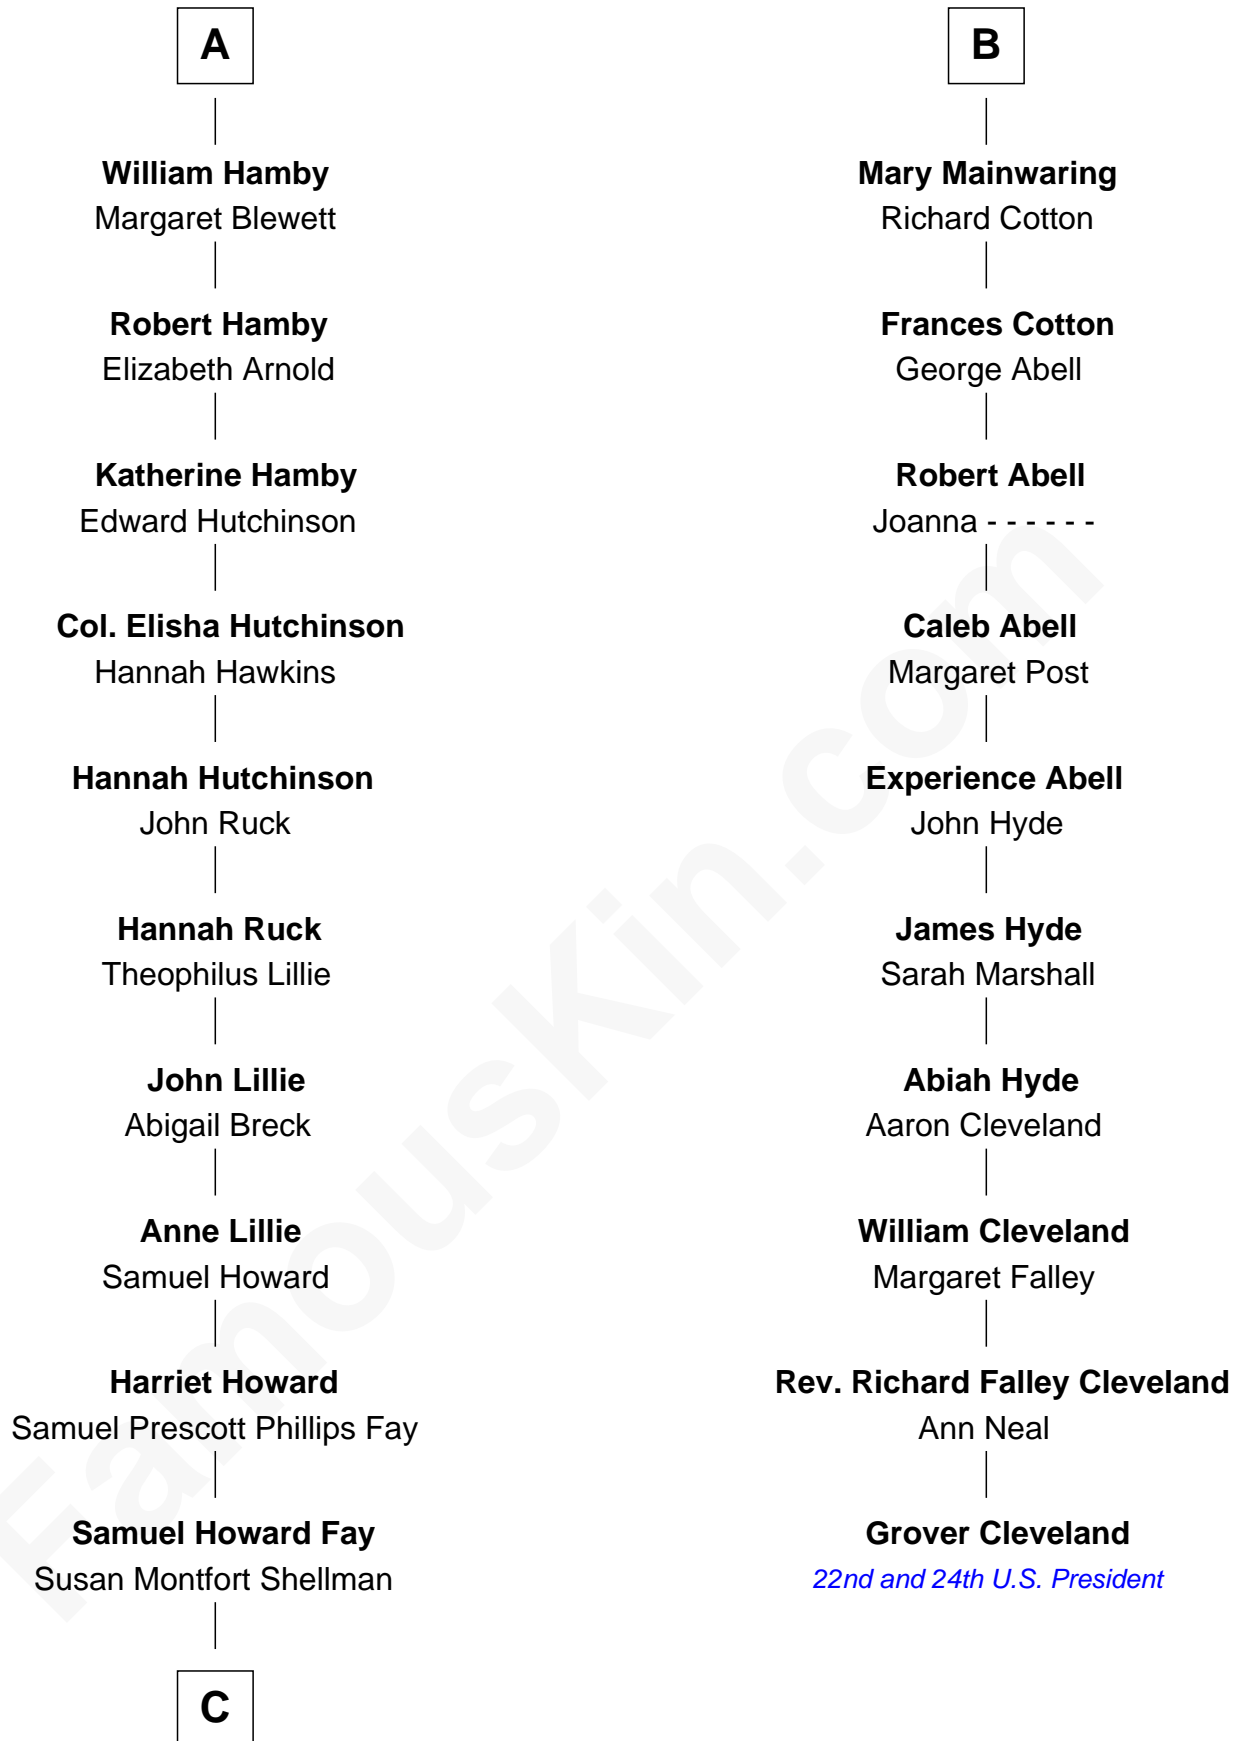 A
William Hamby
Margaret Blewett
Robert Hamby
Elizabeth Arnold
Katherine Hamby
Edward Hutchinson
Col. Elisha Hutchinson
Hannah Hawkins
Hannah Hutchinson
John Ruck
Hannah Ruck
Theophilus Lillie
John Lillie
Abigail Breck
Anne Lillie
Samuel Howard
Harriet Howard
Samuel Prescott Phillips Fay
Samuel Howard Fay
Susan Montfort Shellman
C
B
Mary Mainwaring
Richard Cotton
Frances Cotton
George Abell
Robert Abell
Joanna - - - - - -
Caleb Abell
Margaret Post
Experience Abell
John Hyde
James Hyde
Sarah Marshall
Abiah Hyde
Aaron Cleveland
William Cleveland
Margaret Falley
Rev. Richard Falley Cleveland
Ann Neal
Grover Cleveland
22nd and 24th U.S. President
FamousKin.com